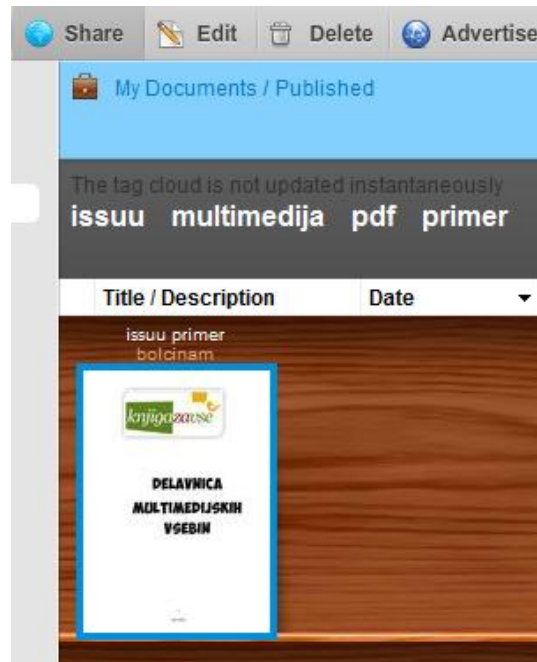 Share Edit Delete Advertise
My Documents / Published
The tag cloud is not updated instantaneously
issuu multimedija pdf primer
Title / Description Date
issuu primer
bolcinam
knjigazavse
DELAVNICA
MULTIMEDIJSKIH
VSEBIN